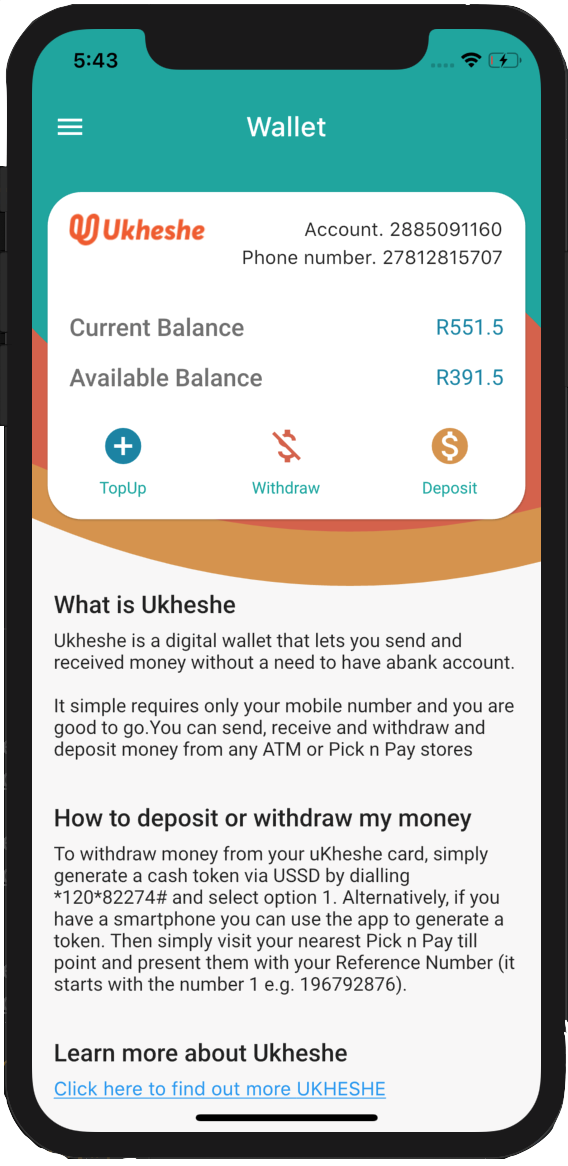 5:43
Wallet
Ukheshe
Account. 2885091160
Phone number. 27812815707
Current Balance R551.5
Available Balance R391.5
TopUp Withdraw Deposit
What is Ukheshe
Ukheshe is a digital wallet that lets you send and
received money without a need to have abank account.
It simple requires only your mobile number and you are
good to go.You can send, receive and withdraw and
deposit money from any ATM or Pick n Pay stores
How to deposit or withdraw my money
To withdraw money from your uKheshe card, simply
generate a cash token via USSD by dialling
*120*82274# and select option 1. Alternatively, if you
have a smartphone you can use the app to generate a
token. Then simply visit your nearest Pick n Pay till
point and present them with your Reference Number (it
starts with the number 1 e.g. 196792876).
Learn more about Ukheshe
Click here to find out more UKHESHE